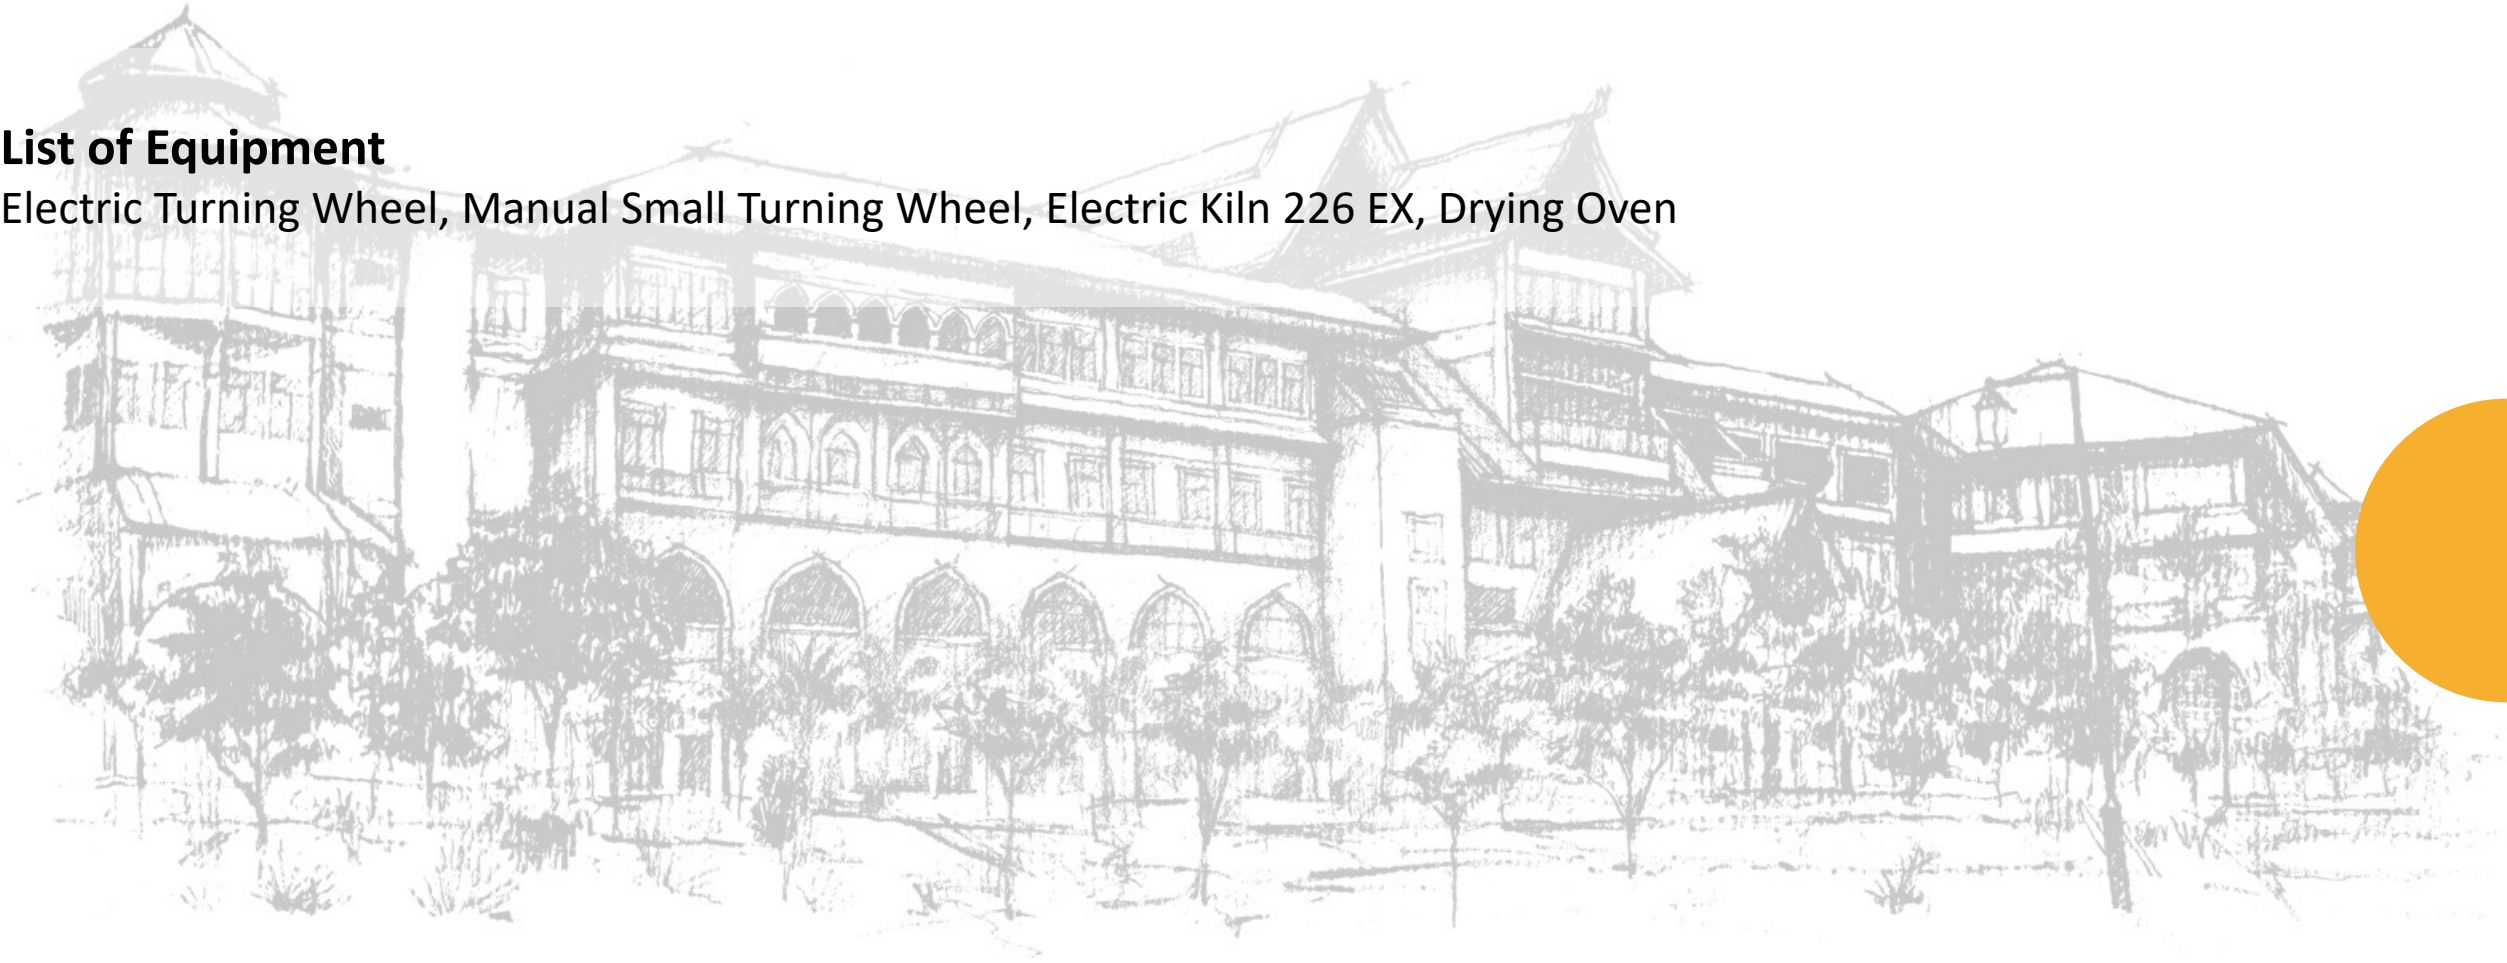 List of Equipment
Electric Turning Wheel, Manual Small Turning Wheel, Electric Kiln 226 EX, Drying Oven